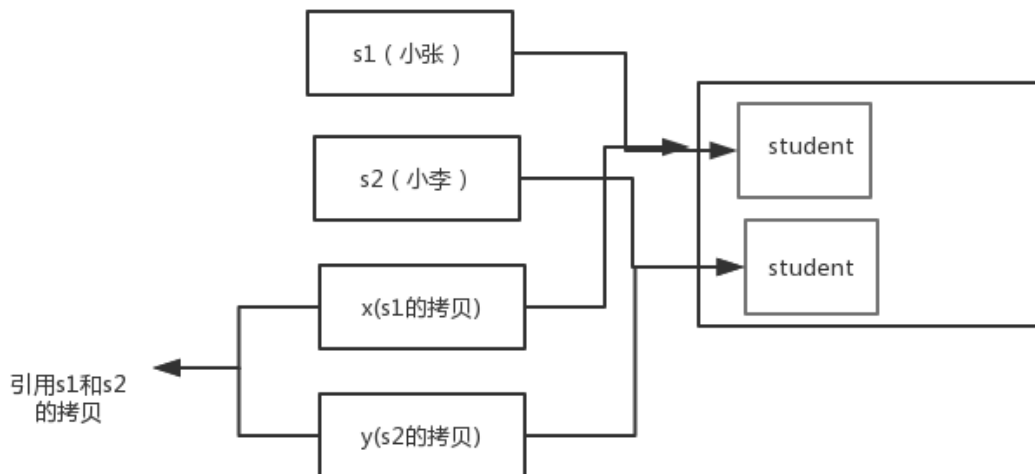 s1（小张）
student
s2（小李）
student
x(s1的拷贝)
引用s1和s2
的拷贝
y(s2的拷贝)